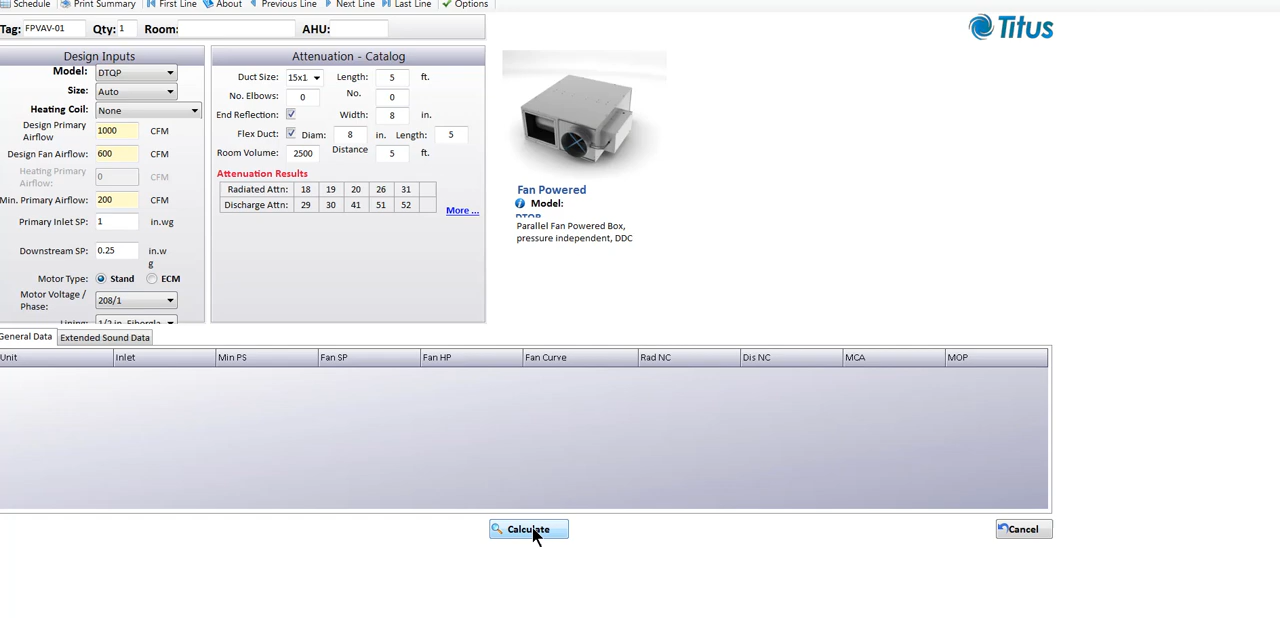 Schedule Print Summary First Line About Previous Line Next Line Last Line Options
Tag: FPVAV-01 Qty: 1 Room: AHU:
Titus
Design Inputs
Model: DTQP
Size: Auto
Heating Coil: None
Design Primary Airflow 1000 CFM
Design Fan Airflow: 600 CFM
Heating Primary Airflow: 0 CFM
Min. Primary Airflow: 200 CFM
Primary Inlet SP: 1 in.wg
Downstream SP: 0.25 in.w
g
Motor Type: Stand ECM
Motor Voltage / Phase: 208/1
Attenuation - Catalog
Duct Size: 15x1 Length: 5 ft.
No. Elbows: 0 No. 0
End Reflection: Width: 8 in.
Flex Duct: Diam: 8 in. Length: 5
Room Volume: 2500 Distance 5 ft.
Attenuation Results
Radiated Attn: 18 19 20 26 31
Discharge Attn: 29 30 41 51 52
More ...
Fan Powered
Model:
Parallel Fan Powered Box,
pressure independent, DDC
General Data Extended Sound Data
Unit Inlet Min PS Fan SP Fan HP Fan Curve Rad NC Dis NC MCA MOP
Calculate Cancel